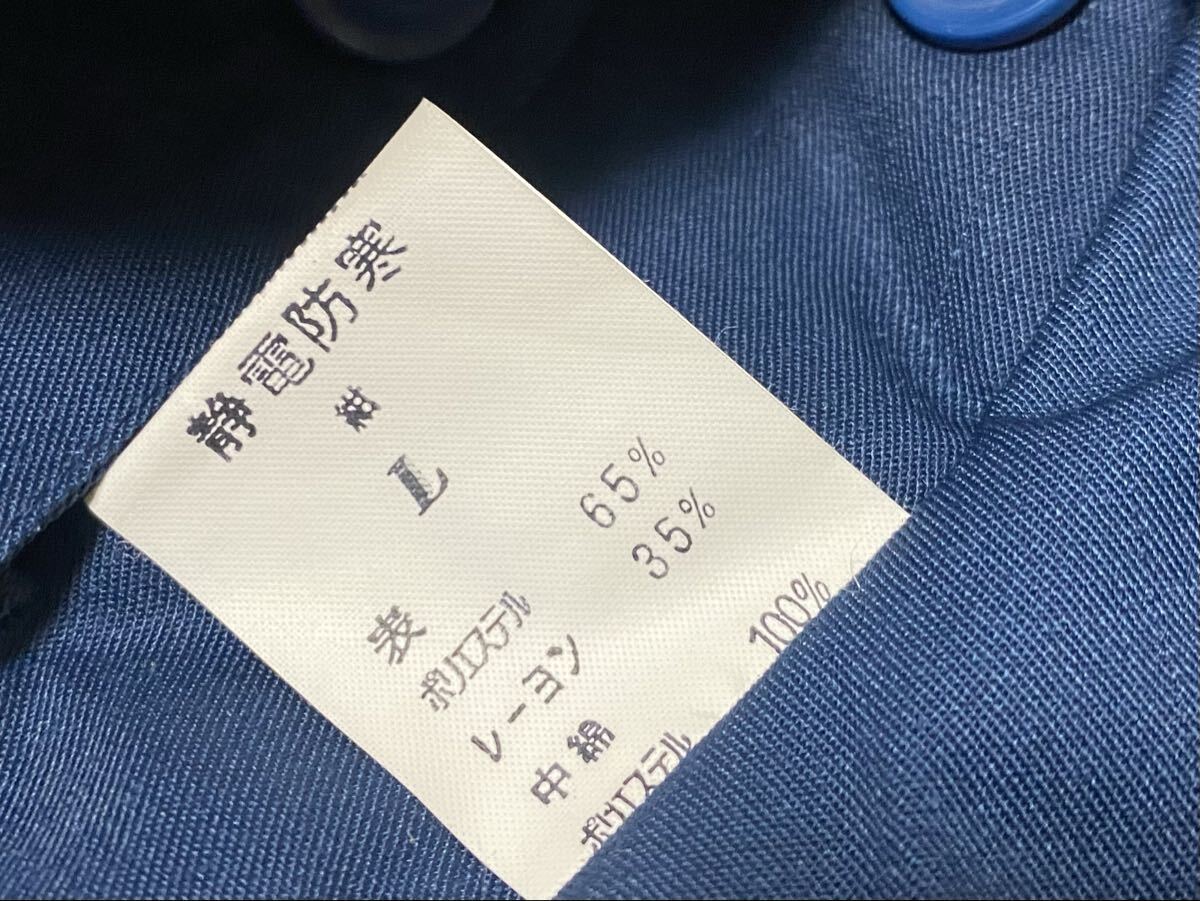 静電防寒
紺
L
表
ポリエステル 65%
レーヨン 35%
中綿
ポリエステル 100%